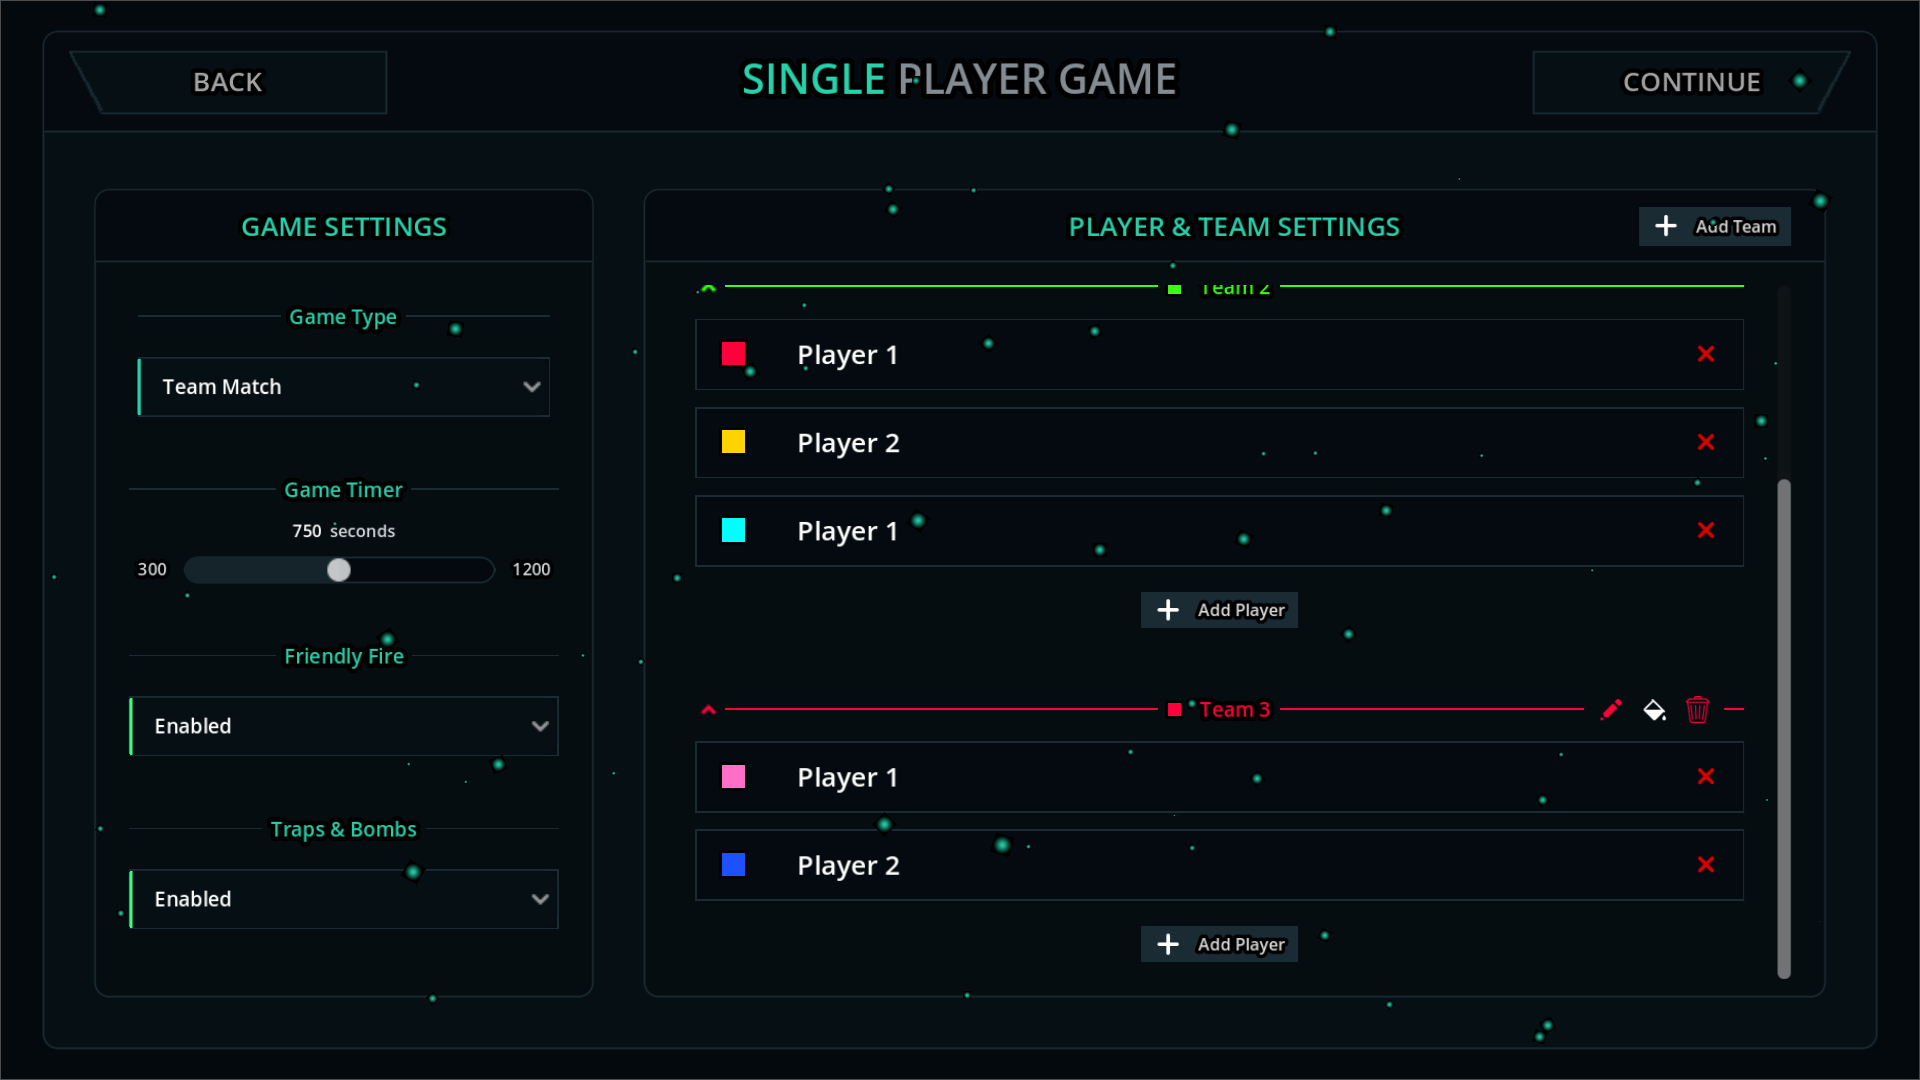 BACK
SINGLE PLAYER GAME
CONTINUE
GAME SETTINGS
Game Type
Team Match
Game Timer
750 seconds
300
1200
Friendly Fire
Enabled
Traps & Bombs
Enabled
PLAYER & TEAM SETTINGS
Add Team
Team 2
Player 1
Player 2
Player 1
Add Player
Team 3
Player 1
Player 2
Add Player